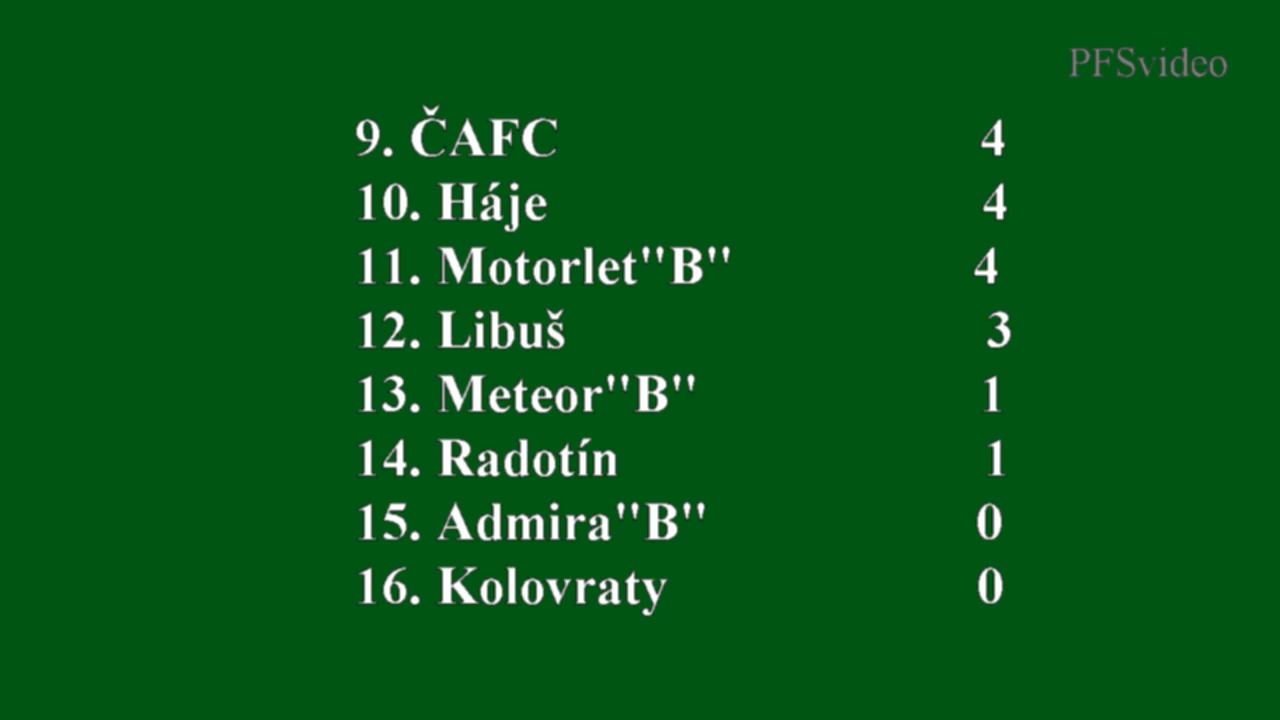 PFSvideo
9. ČAFC 4
10. Háje 4
11. Motorlet''B'' 4
12. Libuš 3
13. Meteor''B'' 1
14. Radotín 1
15. Admira''B'' 0
16. Kolovraty 0